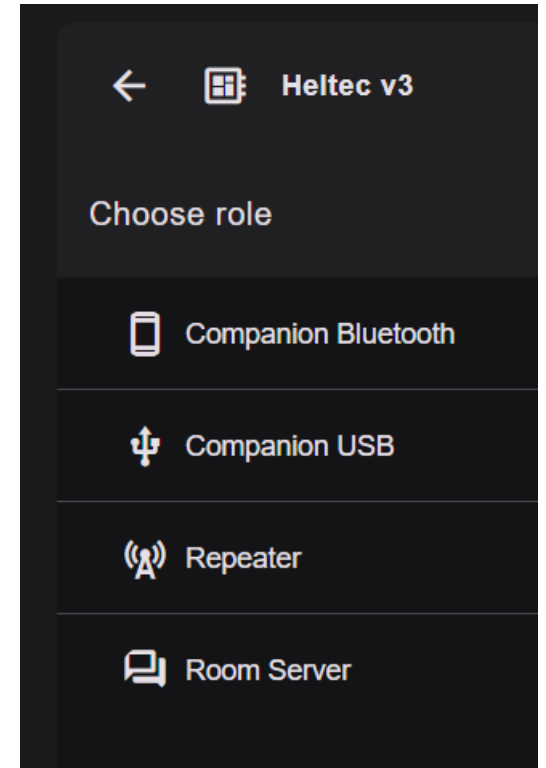 Heltec v3
Choose role
Companion Bluetooth
Companion USB
Repeater
Room Server